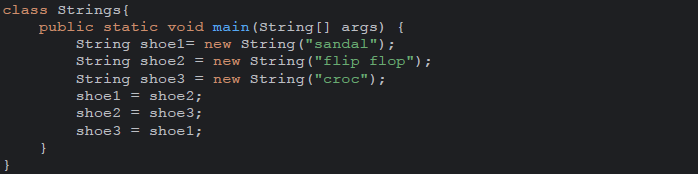 class Strings{
    public static void main(String[] args) {
        String shoe1= new String("sandal");
        String shoe2 = new String("flip flop");
        String shoe3 = new String("croc");
        shoe1 = shoe2;
        shoe2 = shoe3;
        shoe3 = shoe1;
    }
}